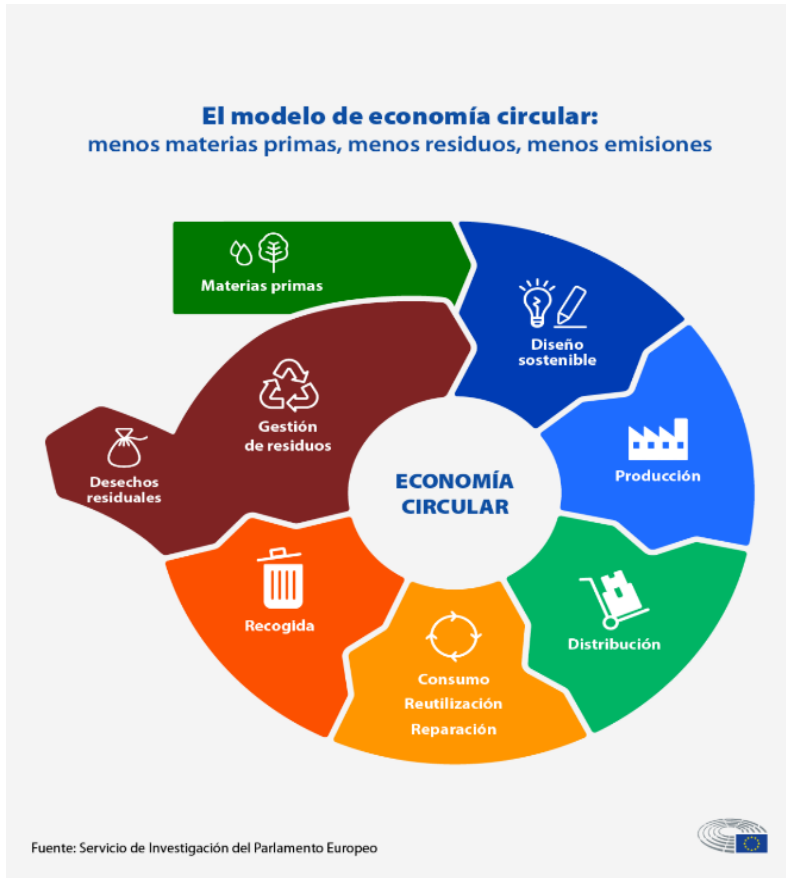 El modelo de economía circular:
menos materias primas, menos residuos, menos emisiones
Materias primas
Diseño
sostenible
Producción
Distribución
Consumo
Reutilización
Reparación
Recogida
Gestión
de residuos
Desechos
residuales
ECONOMÍA
CIRCULAR
Fuente: Servicio de Investigación del Parlamento Europeo